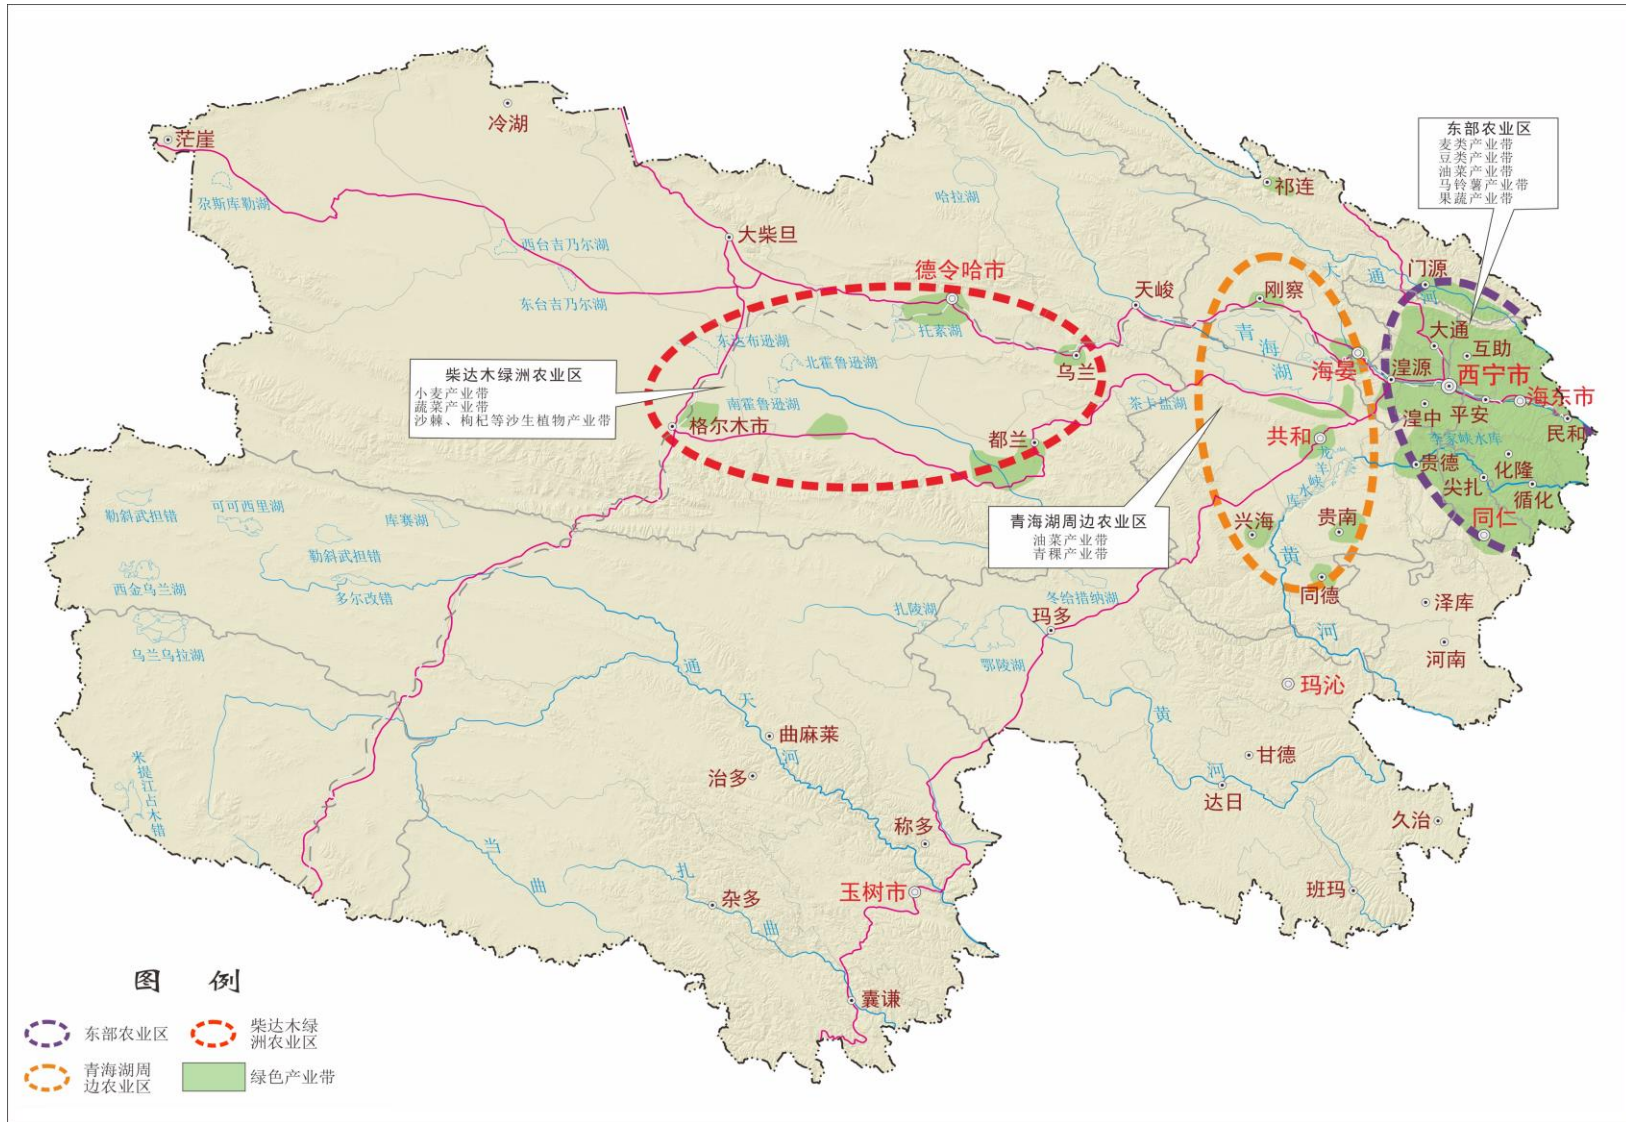 冷湖
茫崖
尕斯库勒湖
西台吉乃尔湖
东台吉乃尔湖
大柴旦
哈拉湖
祁连
东部农业区
麦类产业带
豆类产业带
油菜产业带
马铃薯产业带
果蔬产业带
德令哈市
托素湖
天峻
刚察
大通河
门源
大通
互助
青海湖
海晏
湟源
西宁市
海东市
湟中
平安
民和
李家峡水库
贵德
化隆
尖扎
循化
同仁
柴达木绿洲农业区
小麦产业带
蔬菜产业带
沙棘、枸杞等沙生植物产业带
东达布逊湖
北霍鲁逊湖
南霍鲁逊湖
乌兰
茶卡盐湖
格尔木市
都兰
共和
龙羊峡水库
青海湖周边农业区
油菜产业带
青稞产业带
兴海
贵南
黄河
同德
泽库
河南
勒斜武担错
可可西里湖
库赛湖
勒斜武担错
西金乌兰湖
多尔改错
乌兰乌拉湖
扎陵湖
冬给措纳湖
玛多
鄂陵湖
玛沁
通天河
曲麻莱
治多
黄河
甘德
达日
久治
班玛
米提江占木错
当曲
扎曲
称多
杂多
玉树市
囊谦
图 例
东部农业区
柴达木绿
洲农业区
青海湖周
边农业区
绿色产业带